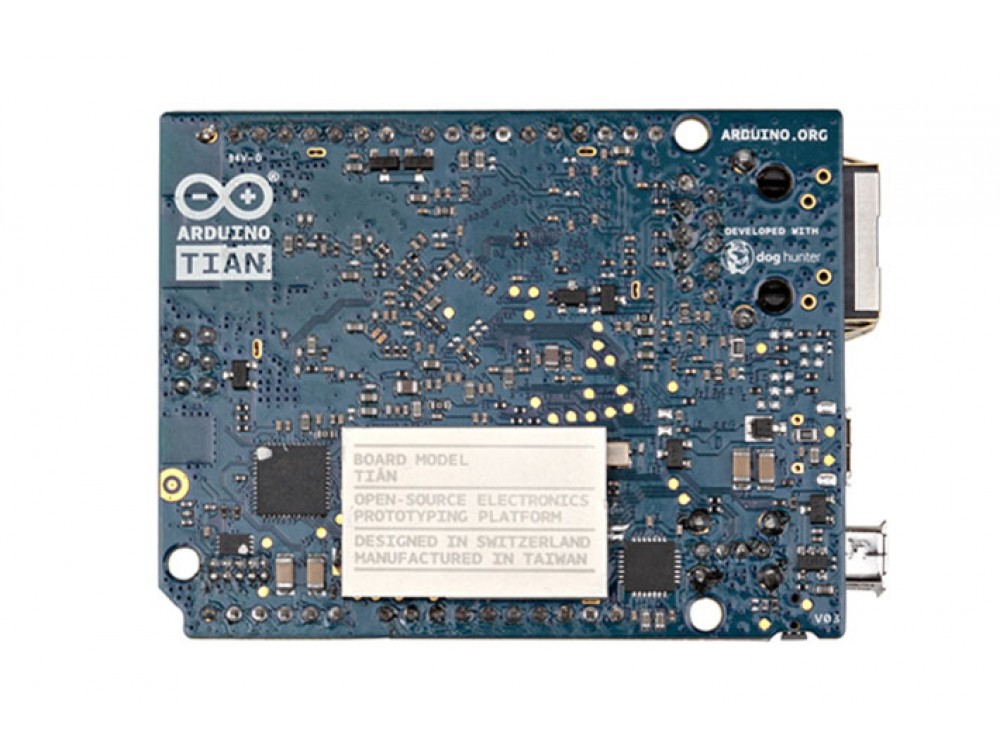 ARDUINO.ORG
94V-0
®
ARDUINO
TIAN
DEVELOPED WITH
dog hunter
BOARD MODEL
TIĀN
OPEN-SOURCE ELECTRONICS
PROTOTYPING PLATFORM
DESIGNED IN SWITZERLAND
MANUFACTURED IN TAIWAN
V03